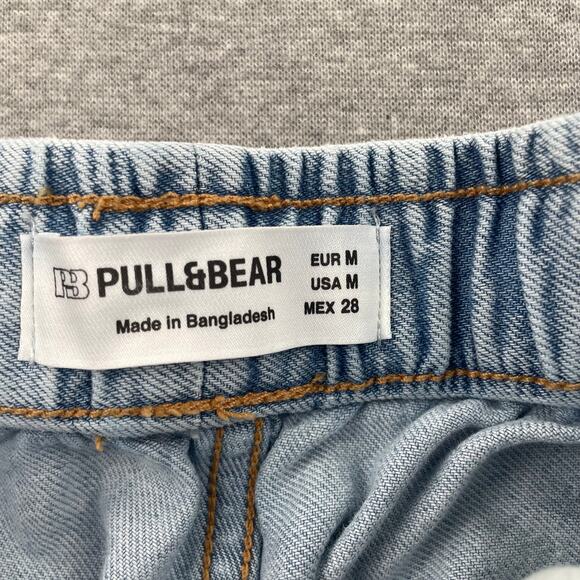 PB PULL&BEAR
Made in Bangladesh
EUR M
USA M
MEX 28